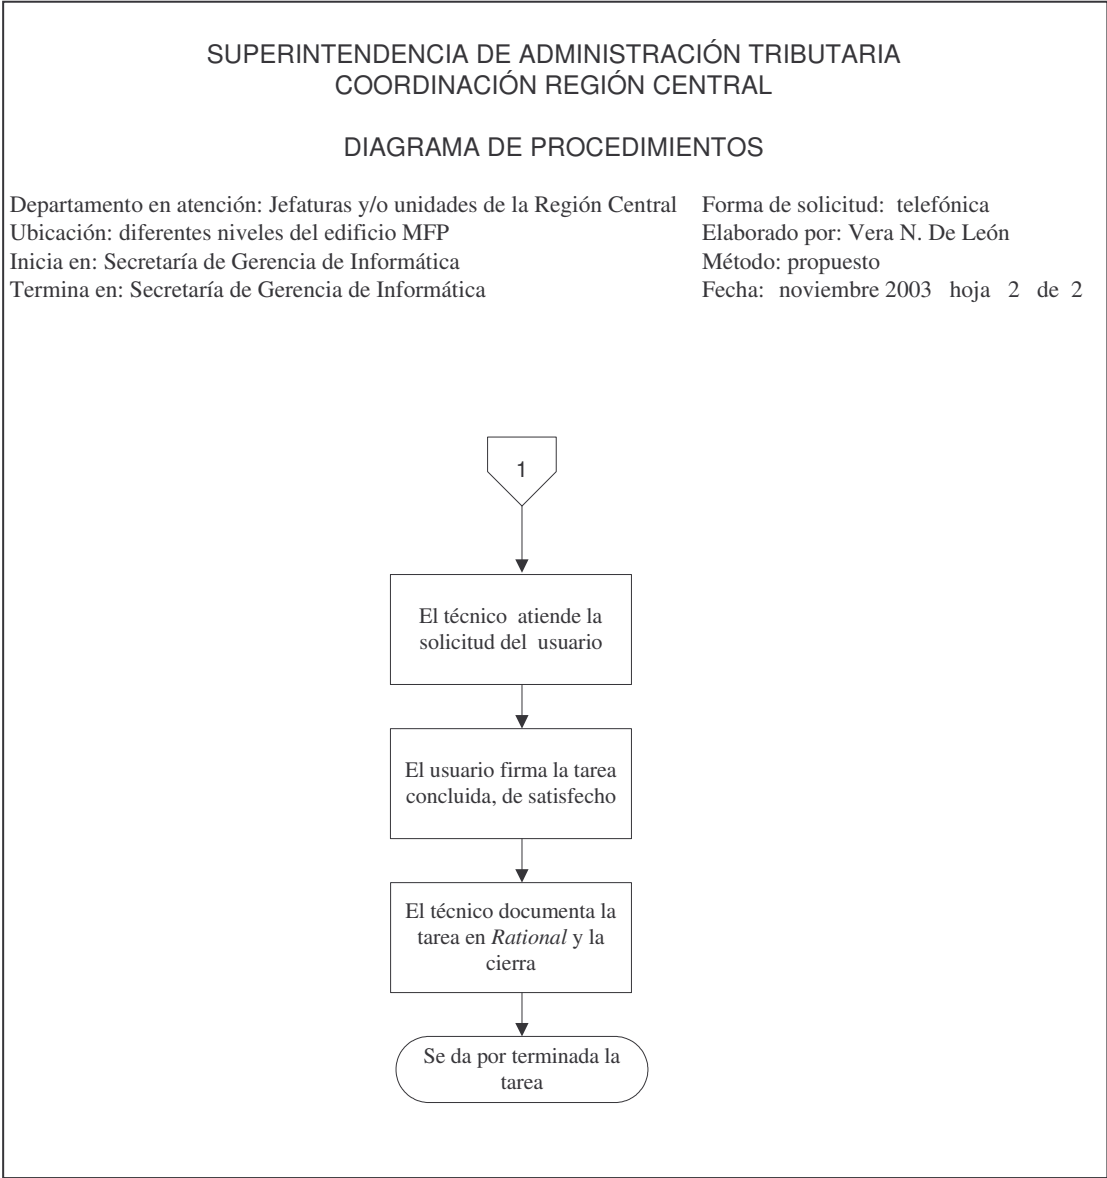 SUPERINTENDENCIA DE ADMINISTRACIÓN TRIBUTARIA
COORDINACIÓN REGIÓN CENTRAL
DIAGRAMA DE PROCEDIMIENTOS
Departamento en atención: Jefaturas y/o unidades de la Región Central
Ubicación: diferentes niveles del edificio MFP
Inicia en: Secretaría de Gerencia de Informática
Termina en: Secretaría de Gerencia de Informática
Forma de solicitud: telefónica
Elaborado por: Vera N. De León
Método: propuesto
Fecha: noviembre 2003 hoja 2 de 2
1
El técnico atiende la
solicitud del usuario
El usuario firma la tarea
concluida, de satisfecho
El técnico documenta la
tarea en Rational y la
cierra
Se da por terminada la
tarea